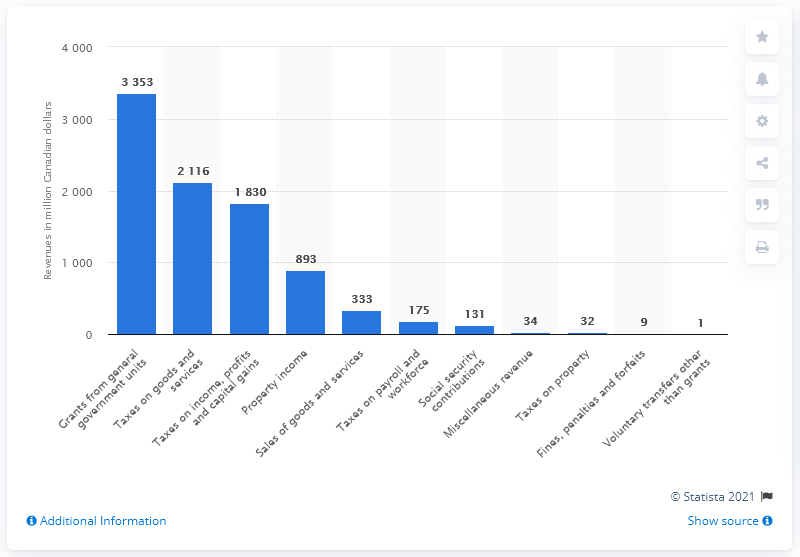 4 000
3 000
2 000
1 000
0
Revenues in million Canadian dollars
3 353
2 116
1 830
893
333
175
131
34
32
9
1
Grants from general
government units
Taxes on goods and
services
Taxes on income, profits
and capital gains
Property income
Sales of goods and services
Taxes on payroll and
workforce
Social security
contributions
Miscellaneous revenue
Taxes on property
Fines, penalties and forfeits
Voluntary transfers other
than grants
© Statista 2021
Additional Information
Show source